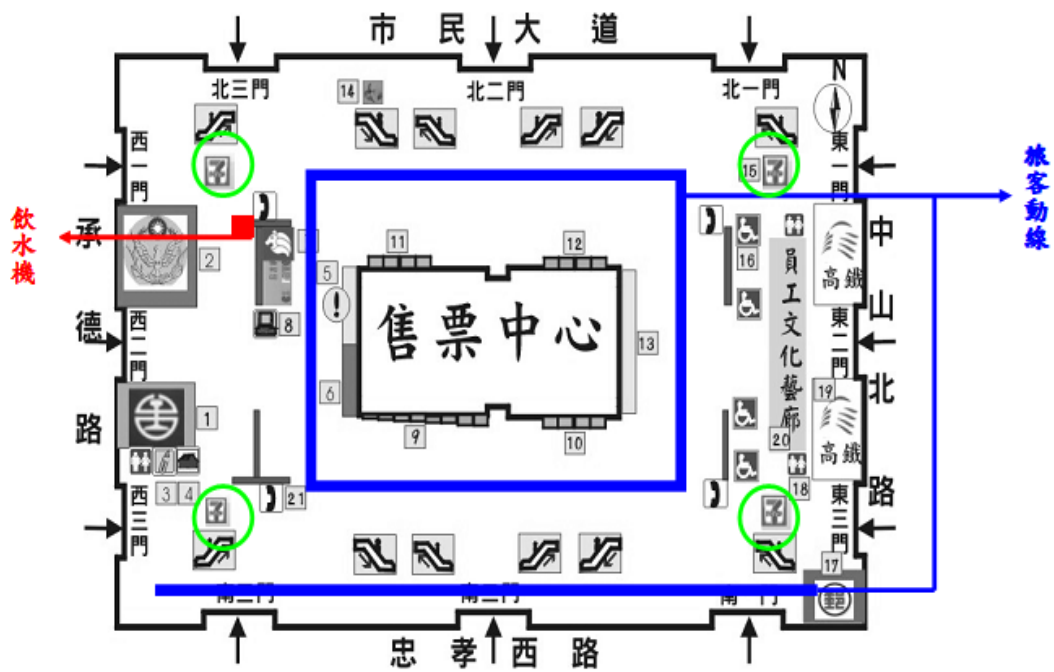 市民大道
北三門
北二門
北一門
N
14
西一門
東一門
15
旅客動線
飲水機
承德路
中山北路
2
5
11
12
16
高鐵
員工文化藝廊
售票中心
8
13
西二門
東二門
6
1
9
10
19
20
高鐵
3
4
21
18
西三門
東三門
17
南三門
南二門
南一門
郵
忠孝西路